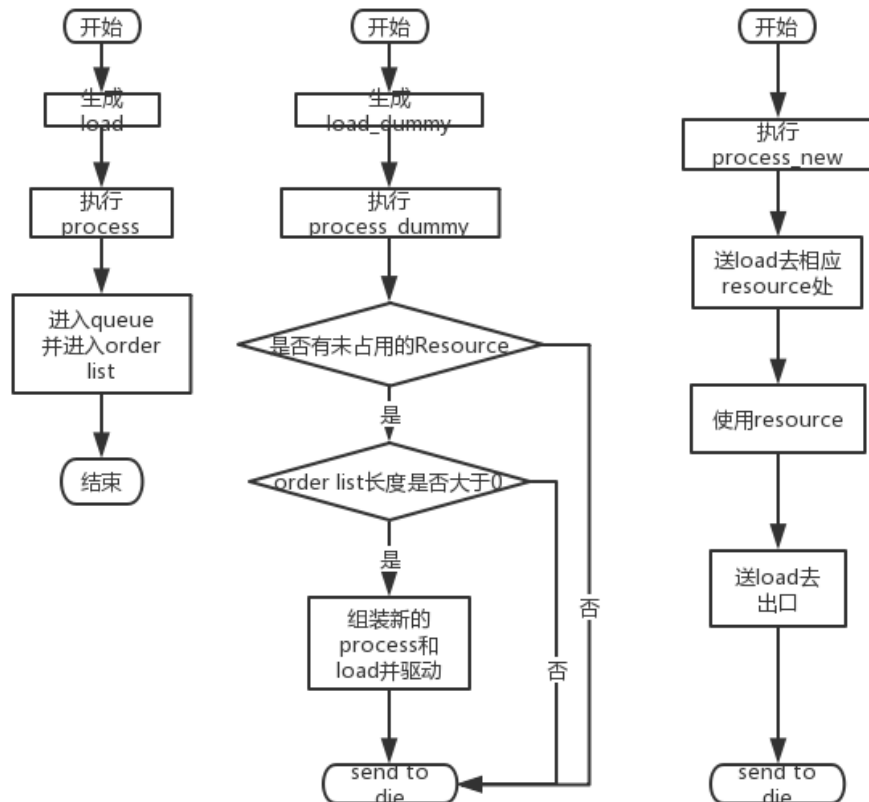 开始
生成
load
执行
process
进入queue
并进入order
list
结束
开始
生成
load_dummy
执行
process_dummy
是否有未占用的Resource
是
order list长度是否大于0
是
组装新的
process和
load并驱动
否
否
send to
die
开始
执行
process_new
送load去相应
resource处
使用resource
送load去
出口
send to
die